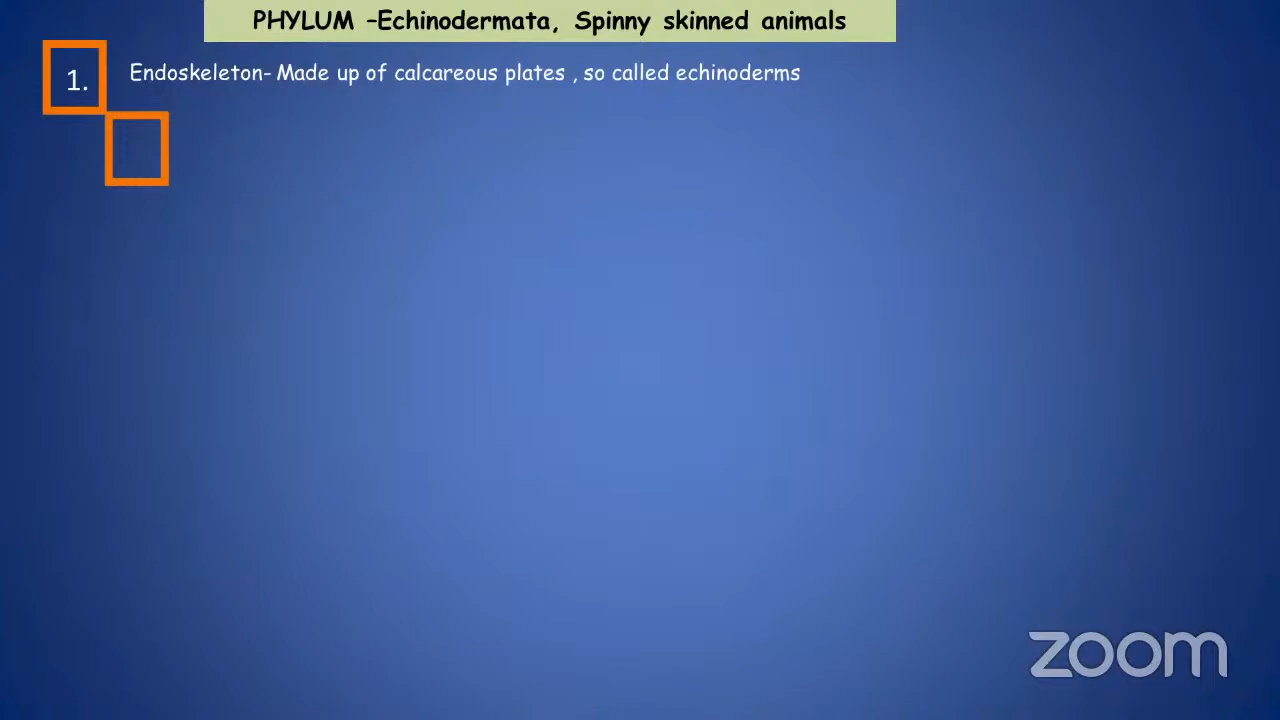 PHYLUM –Echinodermata, Spinny skinned animals
1. Endoskeleton- Made up of calcareous plates , so called echinoderms
zoom